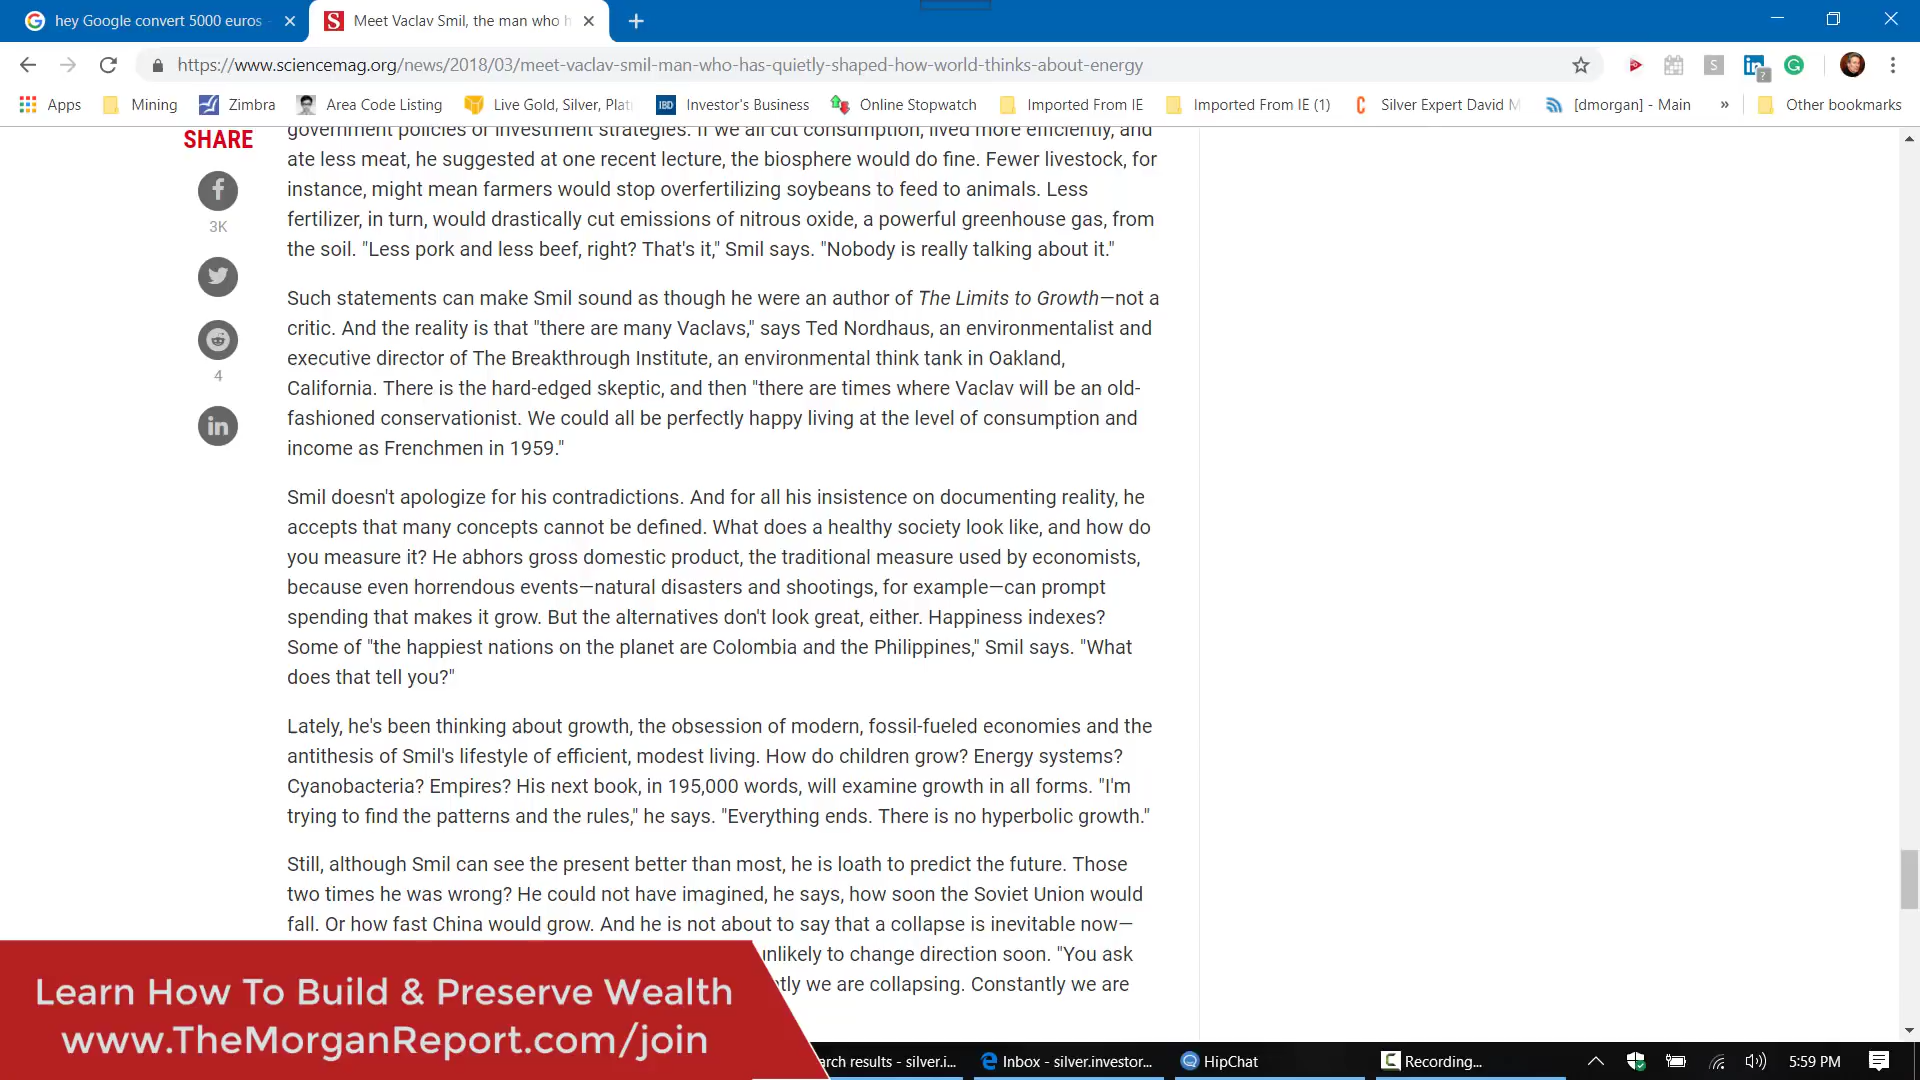 hey Google convert 5000 euros
Meet Vaclav Smil, the man who h
https://www.sciencemag.org/news/2018/03/meet-vaclav-smil-man-who-has-quietly-shaped-how-world-thinks-about-energy
Apps Mining Zimbra Area Code Listing Live Gold, Silver, Plat IBD Investor's Business Online Stopwatch Imported From IE Imported From IE (1) Silver Expert David M [dmorgan] - Main » Other bookmarks
SHARE
3K
4
government policies or investment strategies. If we all cut consumption, lived more efficiently, and
ate less meat, he suggested at one recent lecture, the biosphere would do fine. Fewer livestock, for
instance, might mean farmers would stop overfertilizing soybeans to feed to animals. Less
fertilizer, in turn, would drastically cut emissions of nitrous oxide, a powerful greenhouse gas, from
the soil. "Less pork and less beef, right? That's it," Smil says. "Nobody is really talking about it."
Such statements can make Smil sound as though he were an author of The Limits to Growth—not a
critic. And the reality is that "there are many Vaclavs," says Ted Nordhaus, an environmentalist and
executive director of The Breakthrough Institute, an environmental think tank in Oakland,
California. There is the hard-edged skeptic, and then "there are times where Vaclav will be an old-
fashioned conservationist. We could all be perfectly happy living at the level of consumption and
income as Frenchmen in 1959."
Smil doesn't apologize for his contradictions. And for all his insistence on documenting reality, he
accepts that many concepts cannot be defined. What does a healthy society look like, and how do
you measure it? He abhors gross domestic product, the traditional measure used by economists,
because even horrendous events—natural disasters and shootings, for example—can prompt
spending that makes it grow. But the alternatives don't look great, either. Happiness indexes?
Some of "the happiest nations on the planet are Colombia and the Philippines," Smil says. "What
does that tell you?"
Lately, he's been thinking about growth, the obsession of modern, fossil-fueled economies and the
antithesis of Smil's lifestyle of efficient, modest living. How do children grow? Energy systems?
Cyanobacteria? Empires? His next book, in 195,000 words, will examine growth in all forms. "I'm
trying to find the patterns and the rules," he says. "Everything ends. There is no hyperbolic growth."
Still, although Smil can see the present better than most, he is loath to predict the future. Those
two times he was wrong? He could not have imagined, he says, how soon the Soviet Union would
fall. Or how fast China would grow. And he is not about to say that a collapse is inevitable now—
unlikely to change direction soon. "You ask
tly we are collapsing. Constantly we are
Learn How To Build & Preserve Wealth
www.TheMorganReport.com/join
arch results - silver.i... Inbox - silver.investor... HipChat Recording... 5:59 PM